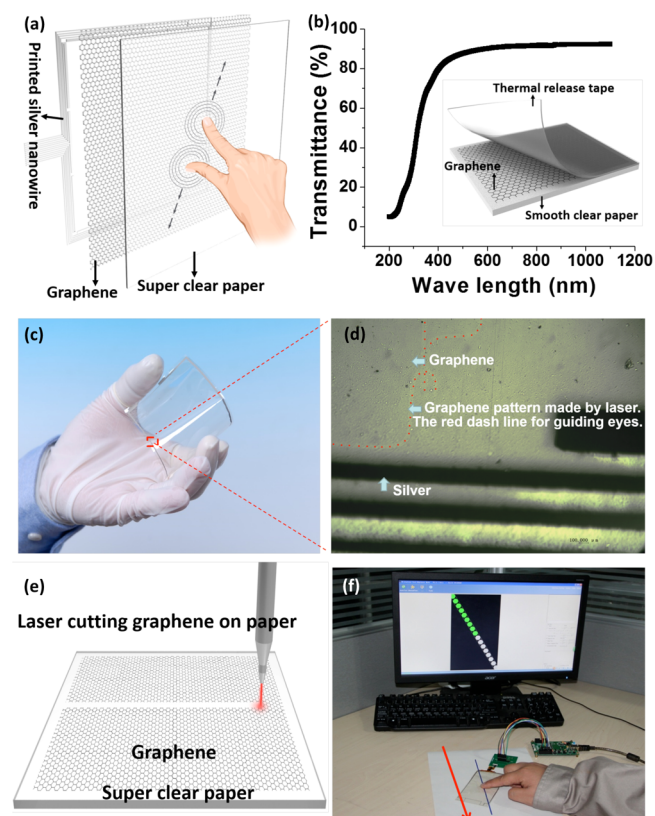 (a)
Printed silver nanowire
Graphene
Super clear paper
(b)
Transmittance (%)
100
80
60
40
20
0
200 400 600 800 1000 1200
Wave length (nm)
Thermal release tape
Graphene
Smooth clear paper
(c)
(d)
Graphene
Graphene pattern made by laser.
The red dash line for guiding eyes.
Silver
(e)
Laser cutting graphene on paper
Graphene
Super clear paper
(f)
acer